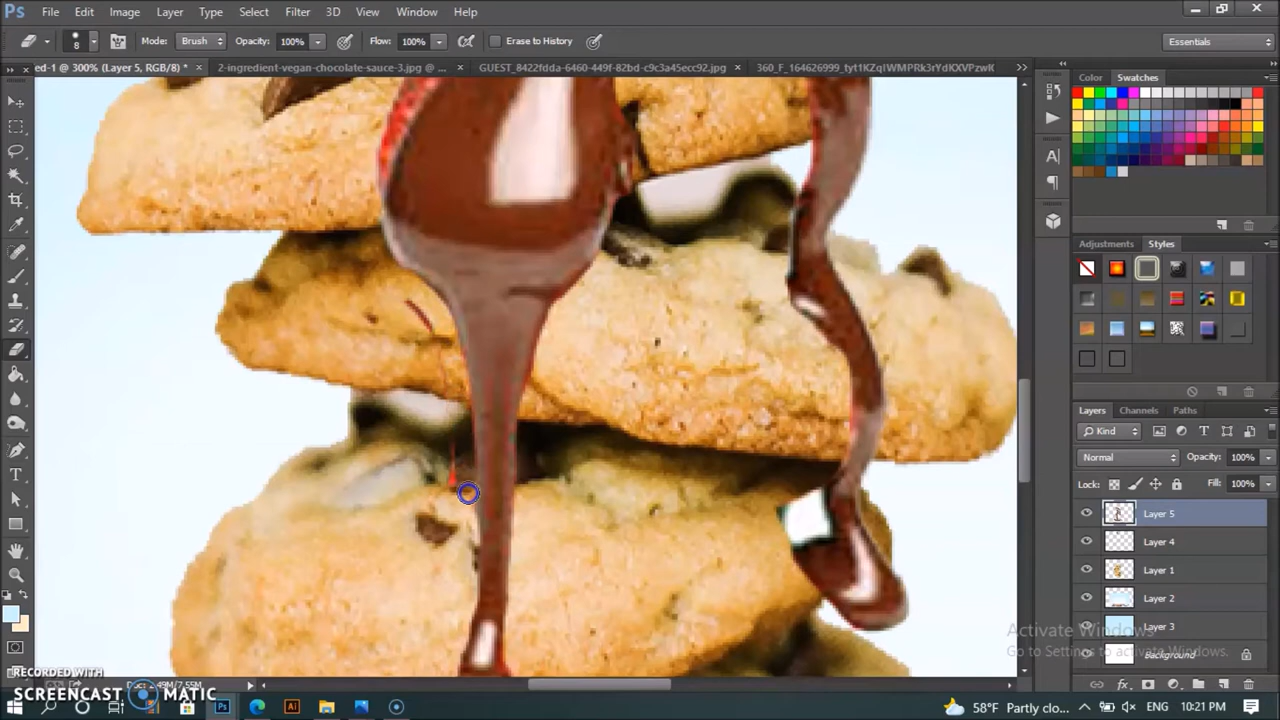 Ps File Edit Image Layer Type Select Filter 3D View Window Help
8 Mode: Brush Opacity: 100% Flow: 100% Erase to History Essentials
ed-1 @ 300% (Layer 5, RGB/8) * × 2-ingredient-vegan-chocolate-sauce-3.jpg @ ... × GUEST_8422fdda-6460-449f-82bd-c9c3a45ecc92.jpg ×
Color Swatches
Adjustments Styles
Layers Channels Paths
Kind
Normal Opacity: 100%
Lock: Fill: 100%
Layer 5
Layer 4
Layer 1
Layer 2
Layer 3
Background
Activate Windows
Go to Settings to activate Windows.
RECORDED WITH
SCREENCAST MATIC
58°F Partly clo... ENG 10:21 PM